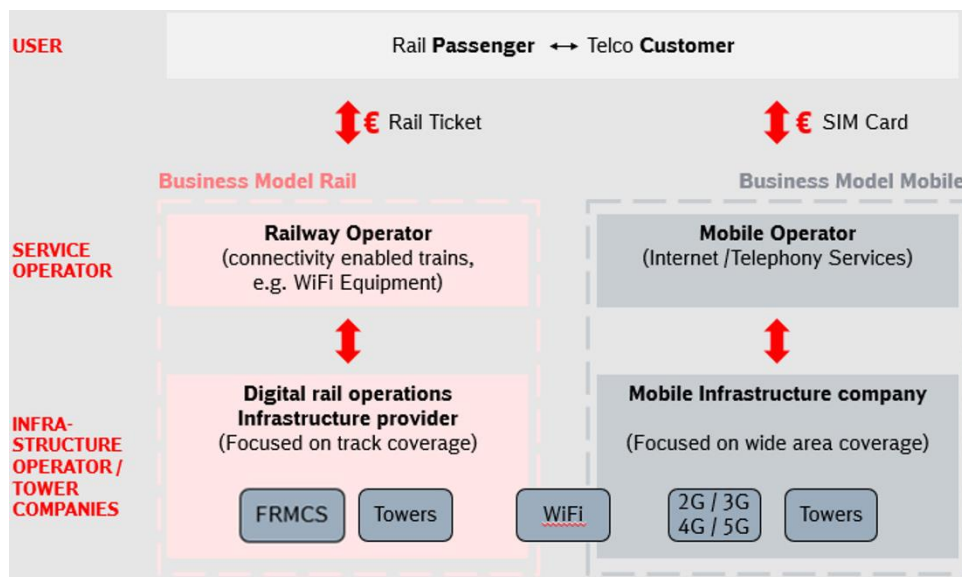 USER
Rail Passenger ↔ Telco Customer
€ Rail Ticket
€ SIM Card
Business Model Rail
Business Model Mobile
SERVICE
OPERATOR
Railway Operator
(connectivity enabled trains,
e.g. WiFi Equipment)
Mobile Operator
(Internet /Telephony Services)
INFRA-
STRUCTURE
OPERATOR /
TOWER
COMPANIES
Digital rail operations
Infrastructure provider
(Focused on track coverage)
FRMCS
Towers
WiFi
Mobile Infrastructure company
(Focused on wide area coverage)
2G / 3G
4G / 5G
Towers